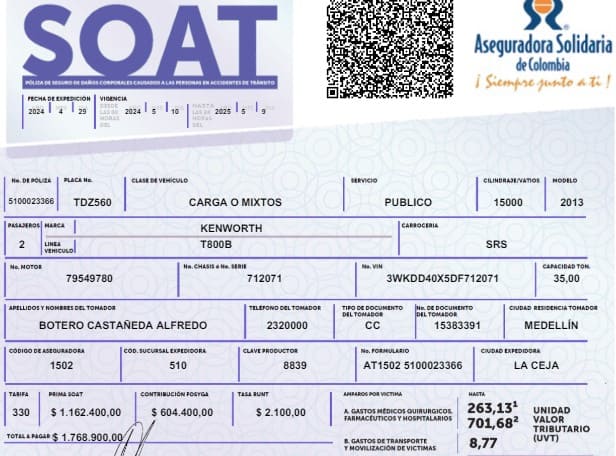 SOAT
PÓLIZA DE SEGURO DE DAÑOS CORPORALES CAUSADOS A LAS PERSONAS EN ACCIDENTES DE TRÁNSITO
Aseguradora Solidaria
de Colombia
¡ Siempre junto a ti !
FECHA DE EXPEDICIÓN VIGENCIA
2024 4 29 DESDE LAS 00 HORAS DEL 2024 5 10 HASTA LAS 24 HORAS DEL 2025 5 9
No. DE PÓLIZA PLACA No. CLASE DE VEHÍCULO SERVICIO CILINDRAJE/VATIOS MODELO
5100023366 TDZ560 CARGA O MIXTOS PUBLICO 15000 2013
PASAJEROS MARCA KENWORTH CARROCERIA
2 LINEA VEHICULO T800B SRS
No. MOTOR No. CHASIS ó No. SERIE No. VIN CAPACIDAD TON.
79549780 712071 3WKDD40X5DF712071 35,00
APELLIDOS Y NOMBRES DEL TOMADOR TELEFONO DEL TOMADOR TIPO DE DOCUMENTO DEL TOMADOR No. DE DOCUMENTO DEL TOMADOR CIUDAD RESIDENCIA TOMADOR
BOTERO CASTAÑEDA ALFREDO 2320000 CC 15383391 MEDELLÍN
CÓDIGO DE ASEGURADORA COD. SUCURSAL EXPEDIDORA CLAVE PRODUCTOR No. FORMULARIO CIUDAD EXPEDIDORA
1502 510 8839 AT1502 5100023366 LA CEJA
TARIFA PRIMA SOAT CONTRIBUCIÓN FOSYGA TASA RUNT AMPAROS POR VICTIMA HASTA
330 $ 1.162.400,00 $ 604.400,00 $ 2.100,00 A. GASTOS MÉDICOS QUIRURGICOS, FARMACÉUTICOS Y HOSPITALARIOS 263,13¹ 701,68² UNIDAD VALOR TRIBUTARIO (UVT)
TOTAL A PAGAR $ 1.768.900,00 B. GASTOS DE TRANSPORTE Y MOVILIZACIÓN DE VICTIMAS 8,77